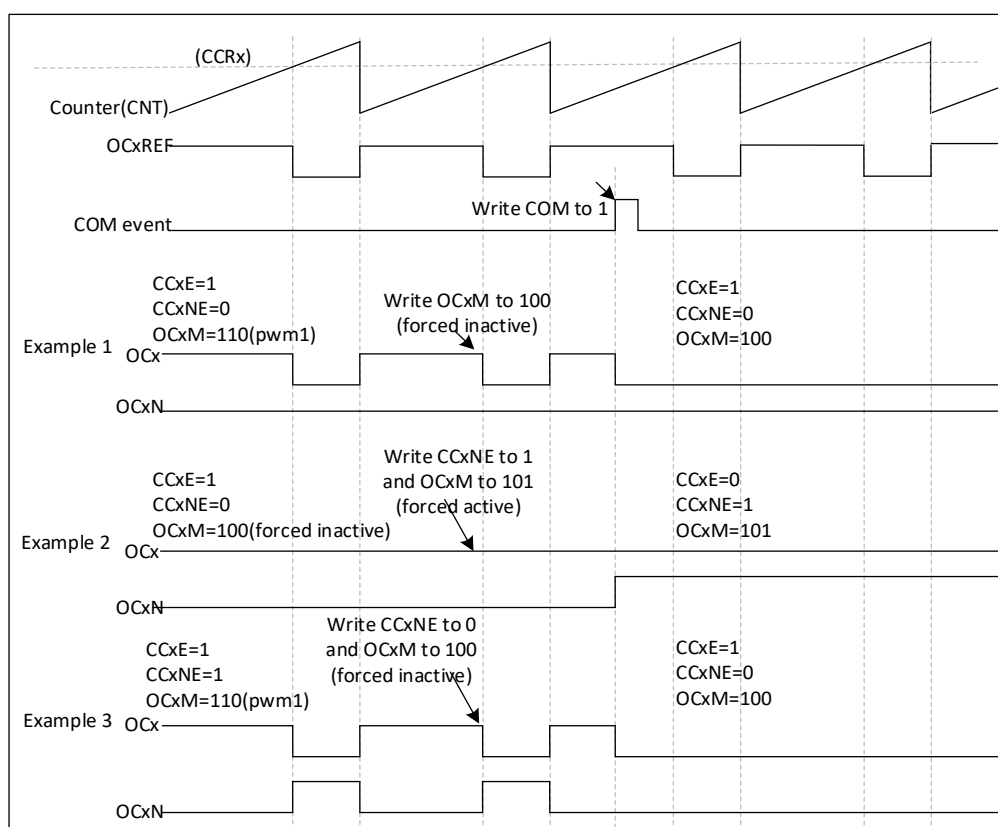 (CCRx)
Counter(CNT)
OCxREF
Write COM to 1
COM event
CCxE=1
CCxNE=0
OCxM=110(pwm1)
Write OCxM to 100
(forced inactive)
CCxE=1
CCxNE=0
OCxM=100
Example 1
OCx
OCxN
CCxE=1
CCxNE=0
OCxM=100(forced inactive)
Write CCxNE to 1
and OCxM to 101
(forced active)
CCxE=0
CCxNE=1
OCxM=101
Example 2
OCx
OCxN
CCxE=1
CCxNE=1
OCxM=110(pwm1)
Write CCxNE to 0
and OCxM to 100
(forced inactive)
CCxE=1
CCxNE=0
OCxM=100
Example 3
OCx
OCxN